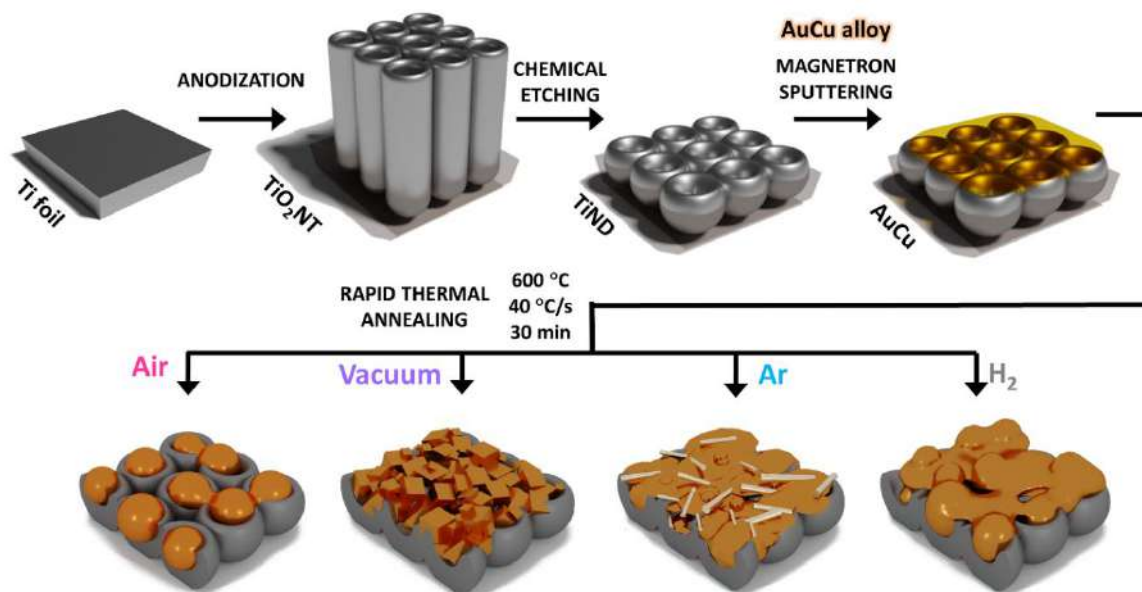 AuCu alloy
ANODIZATION
CHEMICAL
ETCHING
MAGNETRON
SPUTTERING
Ti foil
TiO₂NT
TiND
AuCu
RAPID THERMAL
ANNEALING
600 °C
40 °C/s
30 min
Air
Vacuum
Ar
H₂